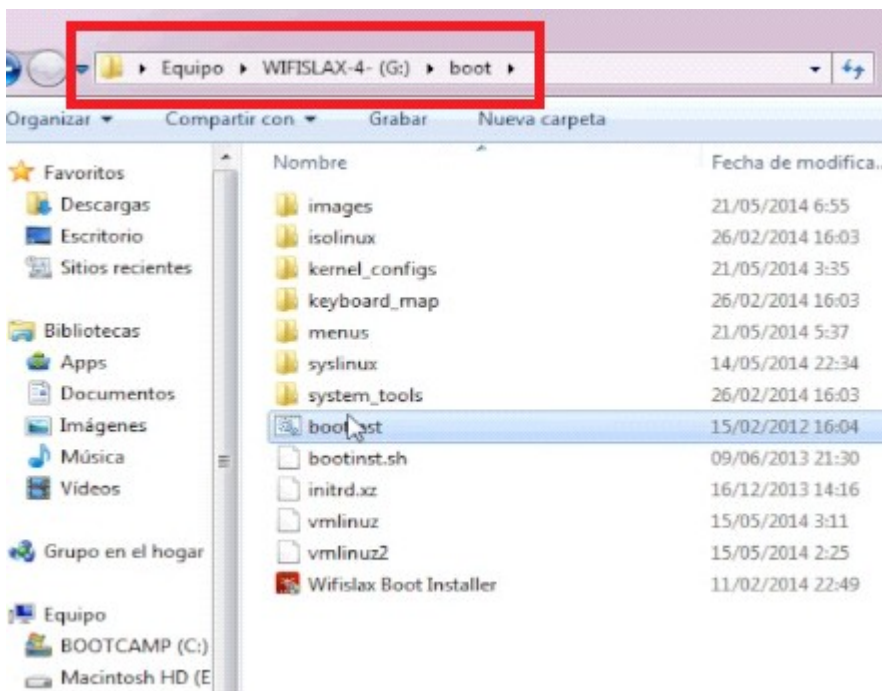 Equipo WIFISLAX-4- (G:) boot
Organizar Compartir con Grabar Nueva carpeta
Favoritos
Descargas
Escritorio
Sitios recientes
Bibliotecas
Apps
Documentos
Imágenes
Música
Vídeos
Grupo en el hogar
Equipo
BOOTCAMP (C:)
Macintosh HD (E
Nombre Fecha de modifica...
images 21/05/2014 6:55
isolinux 26/02/2014 16:03
kernel_configs 21/05/2014 3:35
keyboard_map 26/02/2014 16:03
menus 21/05/2014 5:37
syslinux 14/05/2014 22:34
system_tools 26/02/2014 16:03
15/02/2012 16:04
bootinst.sh 09/06/2013 21:30
initrd.xz 16/12/2013 14:16
vmlinuz 15/05/2014 3:11
vmlinuz2 15/05/2014 2:25
Wifislax Boot Installer 11/02/2014 22:49